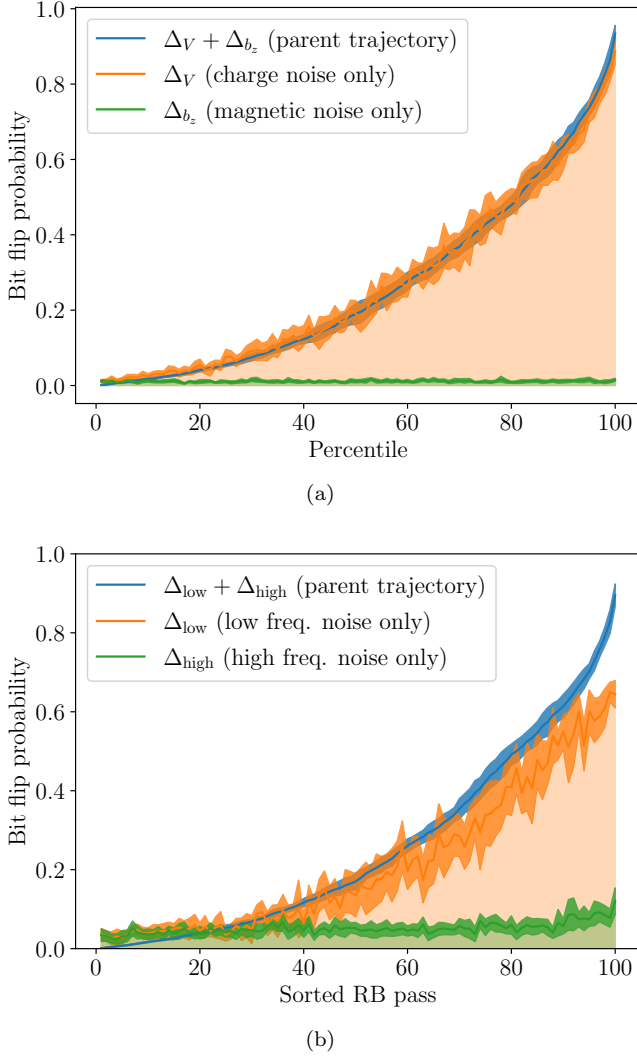 1.0
0.8
0.6
0.4
0.2
0.0
Bit flip probability
Δ_V + Δ_{b_z} (parent trajectory)
Δ_V (charge noise only)
Δ_{b_z} (magnetic noise only)
0 20 40 60 80 100
Percentile
(a)
1.0
0.8
0.6
0.4
0.2
0.0
Bit flip probability
Δ_low + Δ_high (parent trajectory)
Δ_low (low freq. noise only)
Δ_high (high freq. noise only)
0 20 40 60 80 100
Sorted RB pass
(b)